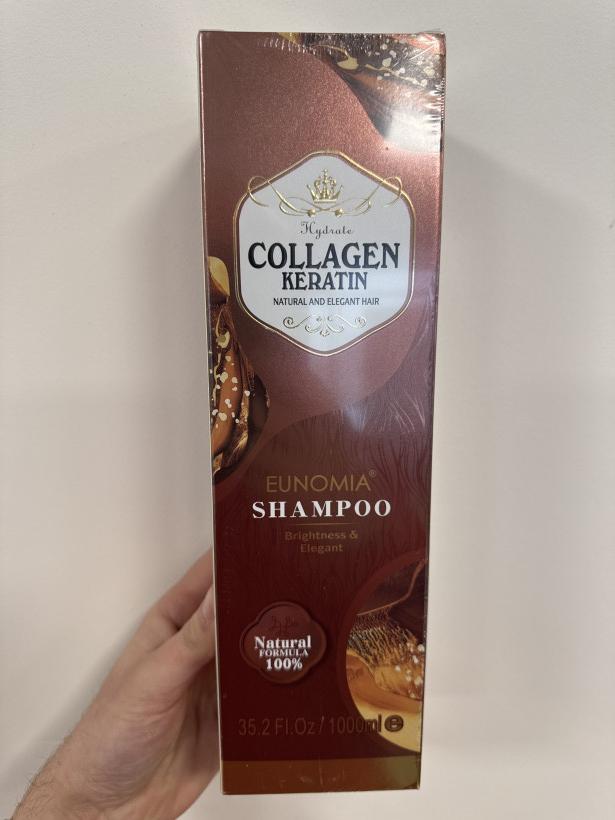 Hydrate
COLLAGEN
KERATIN
NATURAL AND ELEGANT HAIR
EUNOMIA®
SHAMPOO
Brightness &
Elegant
Natural
FORMULA
100%
35.2 Fl.Oz / 1000ml ℮